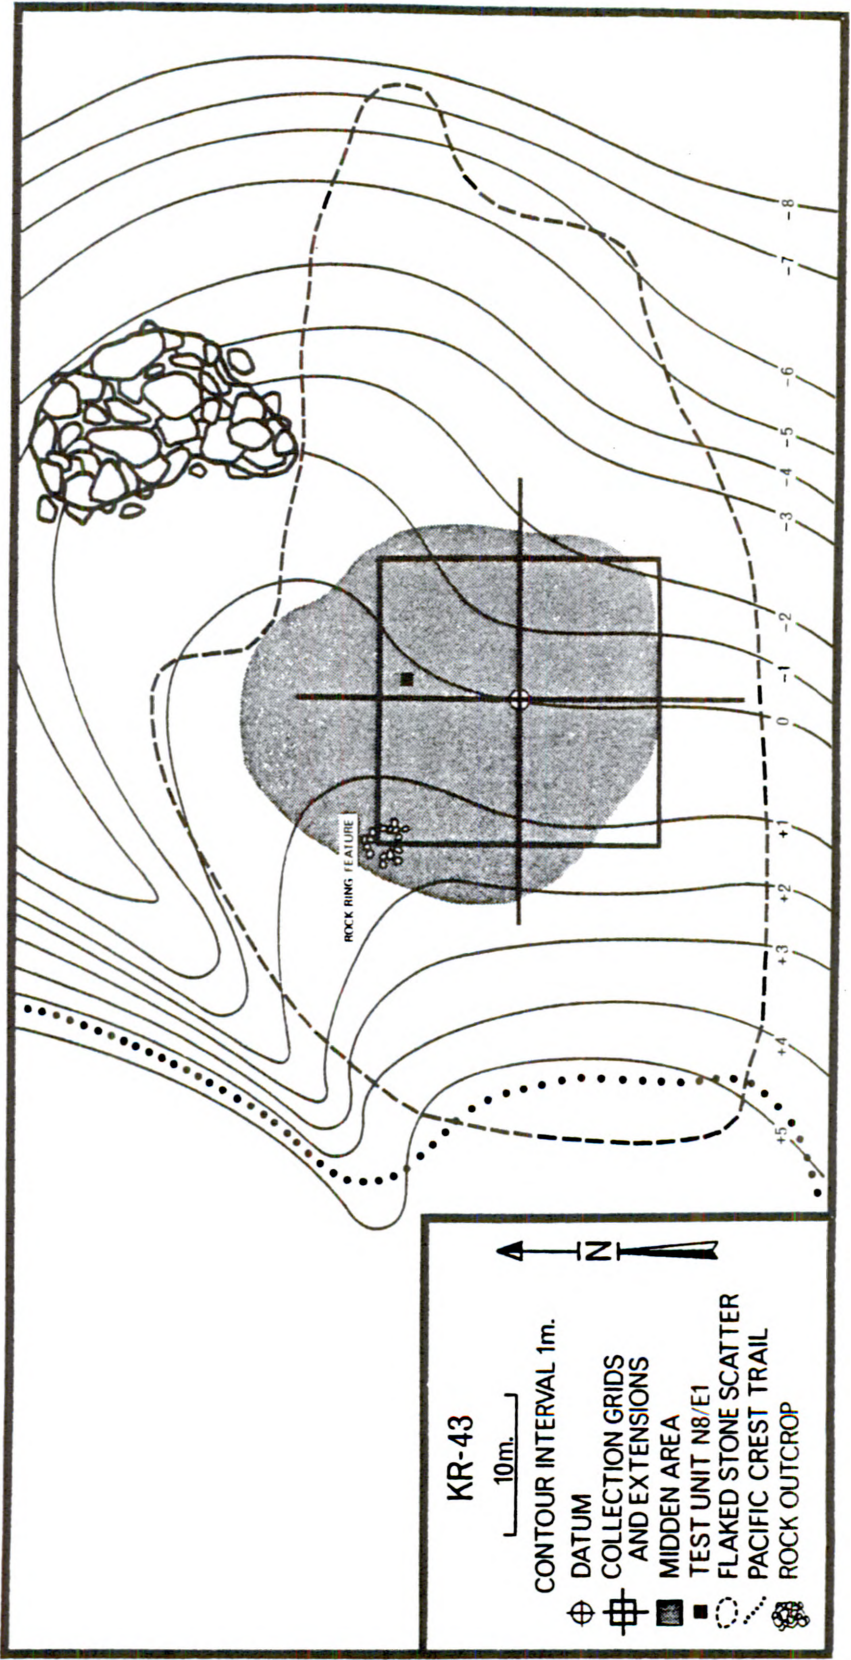 -8
-7
-6
-5
-4
-3
-2
-1
0
+1
+2
+3
+4
+5
ROCK RING FEATURE
N
KR-43
10m.
CONTOUR INTERVAL 1m.
DATUM
COLLECTION GRIDS
AND EXTENSIONS
MIDDEN AREA
TEST UNIT N8/E1
FLAKED STONE SCATTER
PACIFIC CREST TRAIL
ROCK OUTCROP